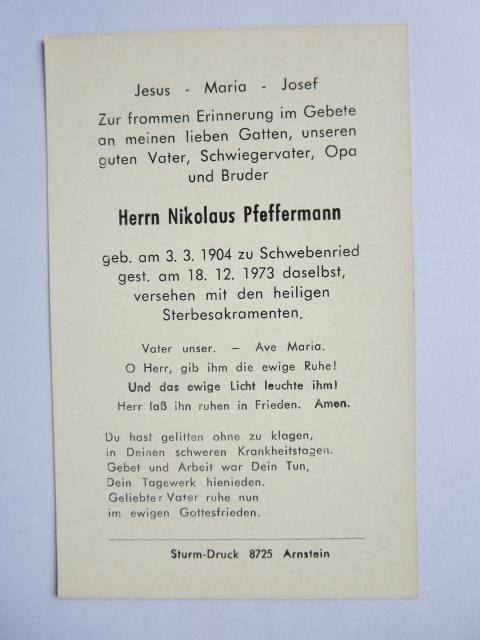 Jesus - Maria - Josef
Zur frommen Erinnerung im Gebete
an meinen lieben Gatten, unseren
guten Vater, Schwiegervater, Opa
und Bruder
Herrn Nikolaus Pfeffermann
geb. am 3. 3. 1904 zu Schwebenried
gest. am 18. 12. 1973 daselbst,
versehen mit den heiligen
Sterbesakramenten.
Vater unser. – Ave Maria.
O Herr, gib ihm die ewige Ruhe!
Und das ewige Licht leuchte ihm!
Herr laß ihn ruhen in Frieden. Amen.
Du hast gelitten ohne zu klagen,
in Deinen schweren Krankheitstagen.
Gebet und Arbeit war Dein Tun,
Dein Tagewerk hienieden.
Geliebter Vater ruhe nun
im ewigen Gottesfrieden.
Sturm-Druck 8725 Arnstein